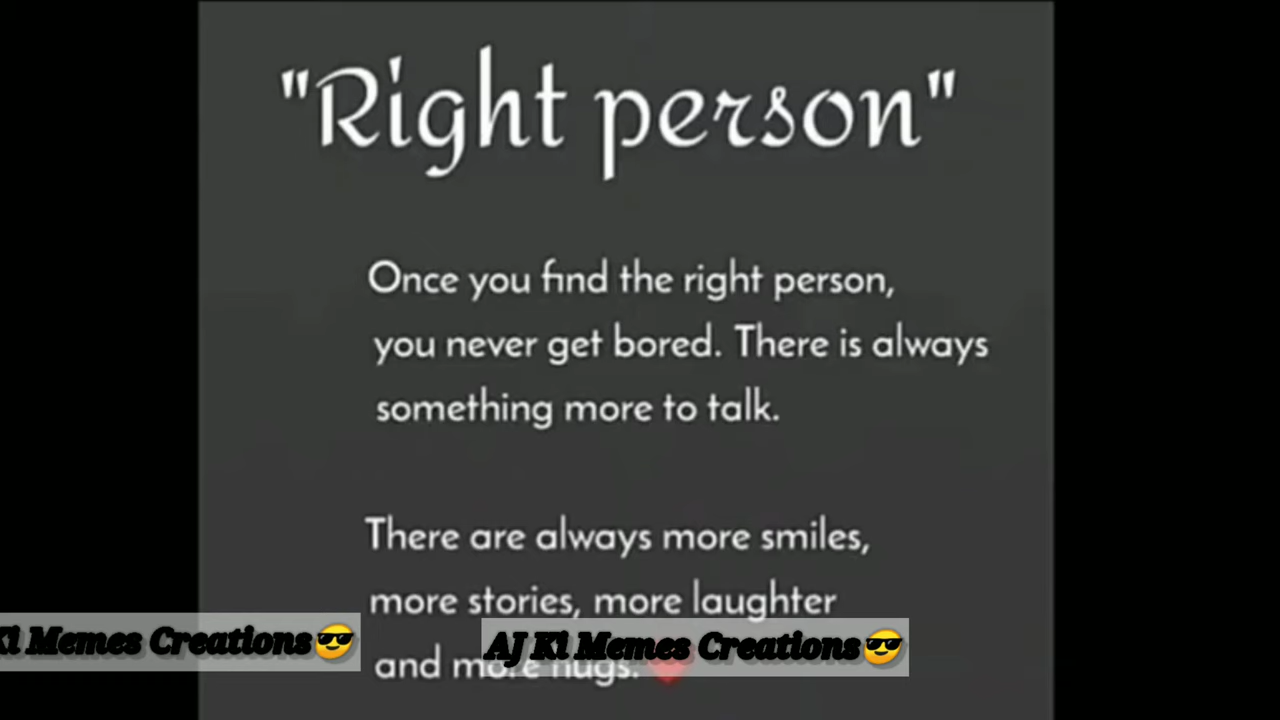 "Right person"
Once you find the right person,
you never get bored. There is always
something more to talk.
There are always more smiles,
more stories, more laughter
and more hugs. ❤️
Ki Memes Creations😎
AJ Ki Memes Creations😎